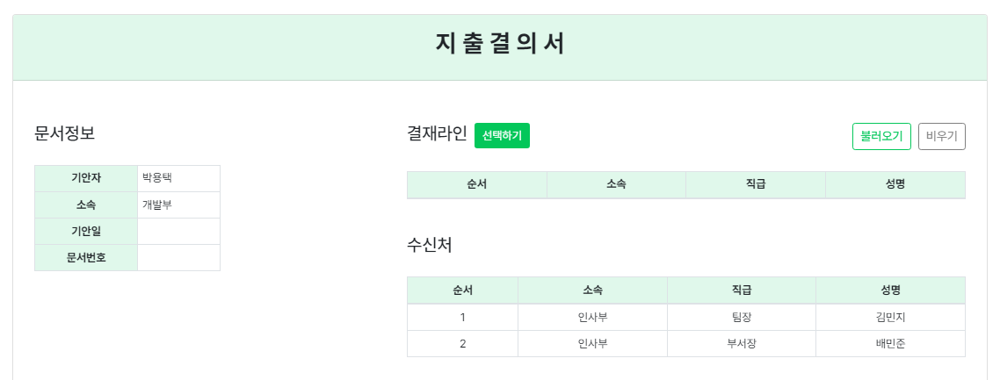 지 출 결 의 서
문서정보
기안자 박용택
소속 개발부
기안일
문서번호
결재라인 선택하기 불러오기 비우기
순서 소속 직급 성명
수신처
순서 소속 직급 성명
1 인사부 팀장 김민지
2 인사부 부서장 배민준